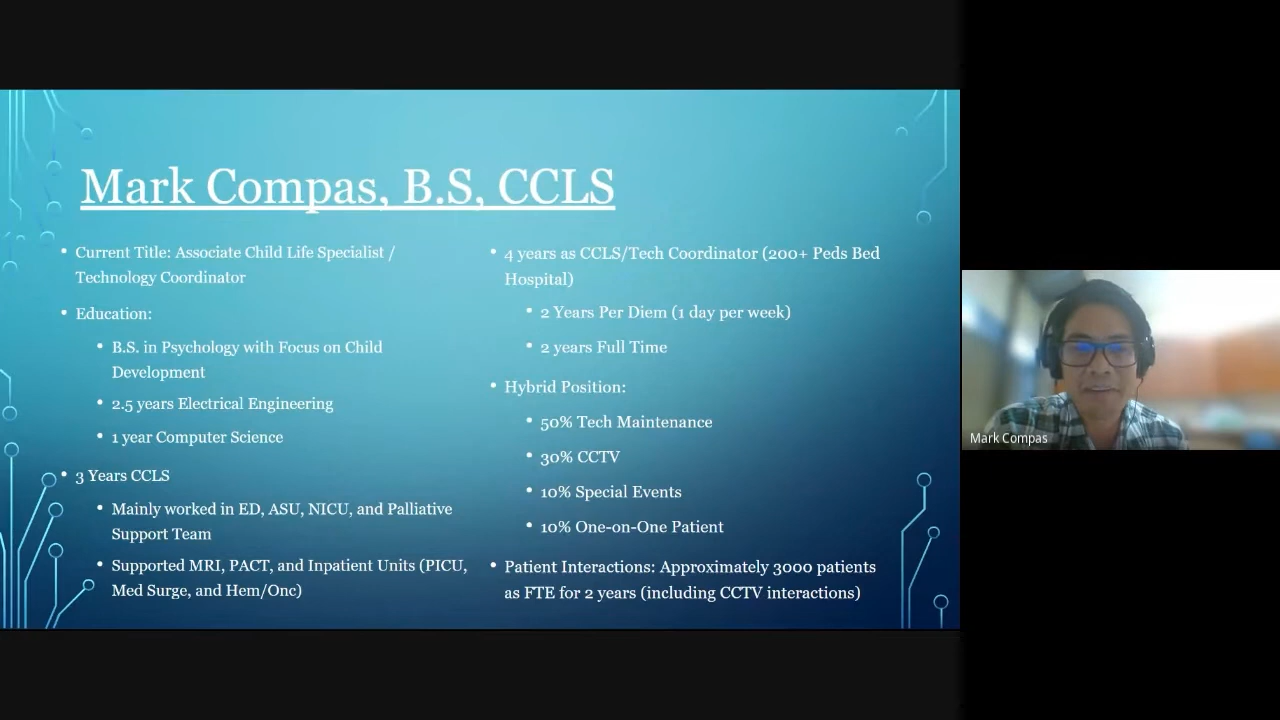 Mark Compas, B.S, CCLS
• Current Title: Associate Child Life Specialist /
Technology Coordinator
• Education:
• B.S. in Psychology with Focus on Child
Development
• 2.5 years Electrical Engineering
• 1 year Computer Science
• 3 Years CCLS
• Mainly worked in ED, ASU, NICU, and Palliative
Support Team
• Supported MRI, PACT, and Inpatient Units (PICU,
Med Surge, and Hem/Onc)
• 4 years as CCLS/Tech Coordinator (200+ Peds Bed
Hospital)
• 2 Years Per Diem (1 day per week)
• 2 years Full Time
• Hybrid Position:
• 50% Tech Maintenance
• 30% CCTV
• 10% Special Events
• 10% One-on-One Patient
• Patient Interactions: Approximately 3000 patients
as FTE for 2 years (including CCTV interactions)
Mark Compas